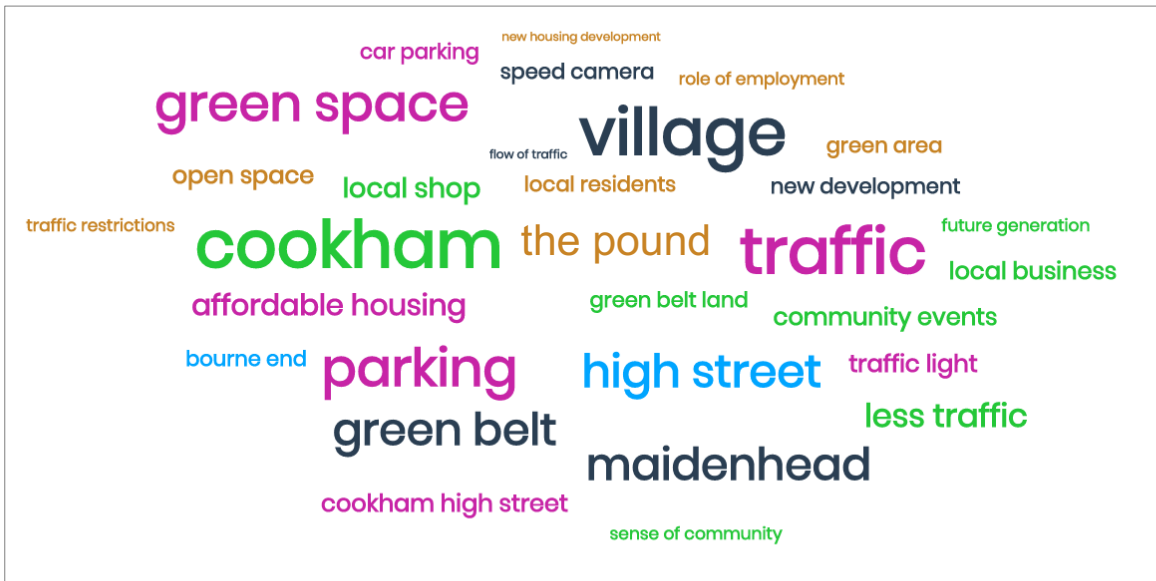 new housing development
car parking
speed camera
role of employment
green space
village
green area
flow of traffic
open space
local shop
local residents
new development
traffic restrictions
cookham
the pound
traffic
future generation
local business
affordable housing
green belt land
community events
bourne end
parking
high street
traffic light
less traffic
green belt
maidenhead
cookham high street
sense of community